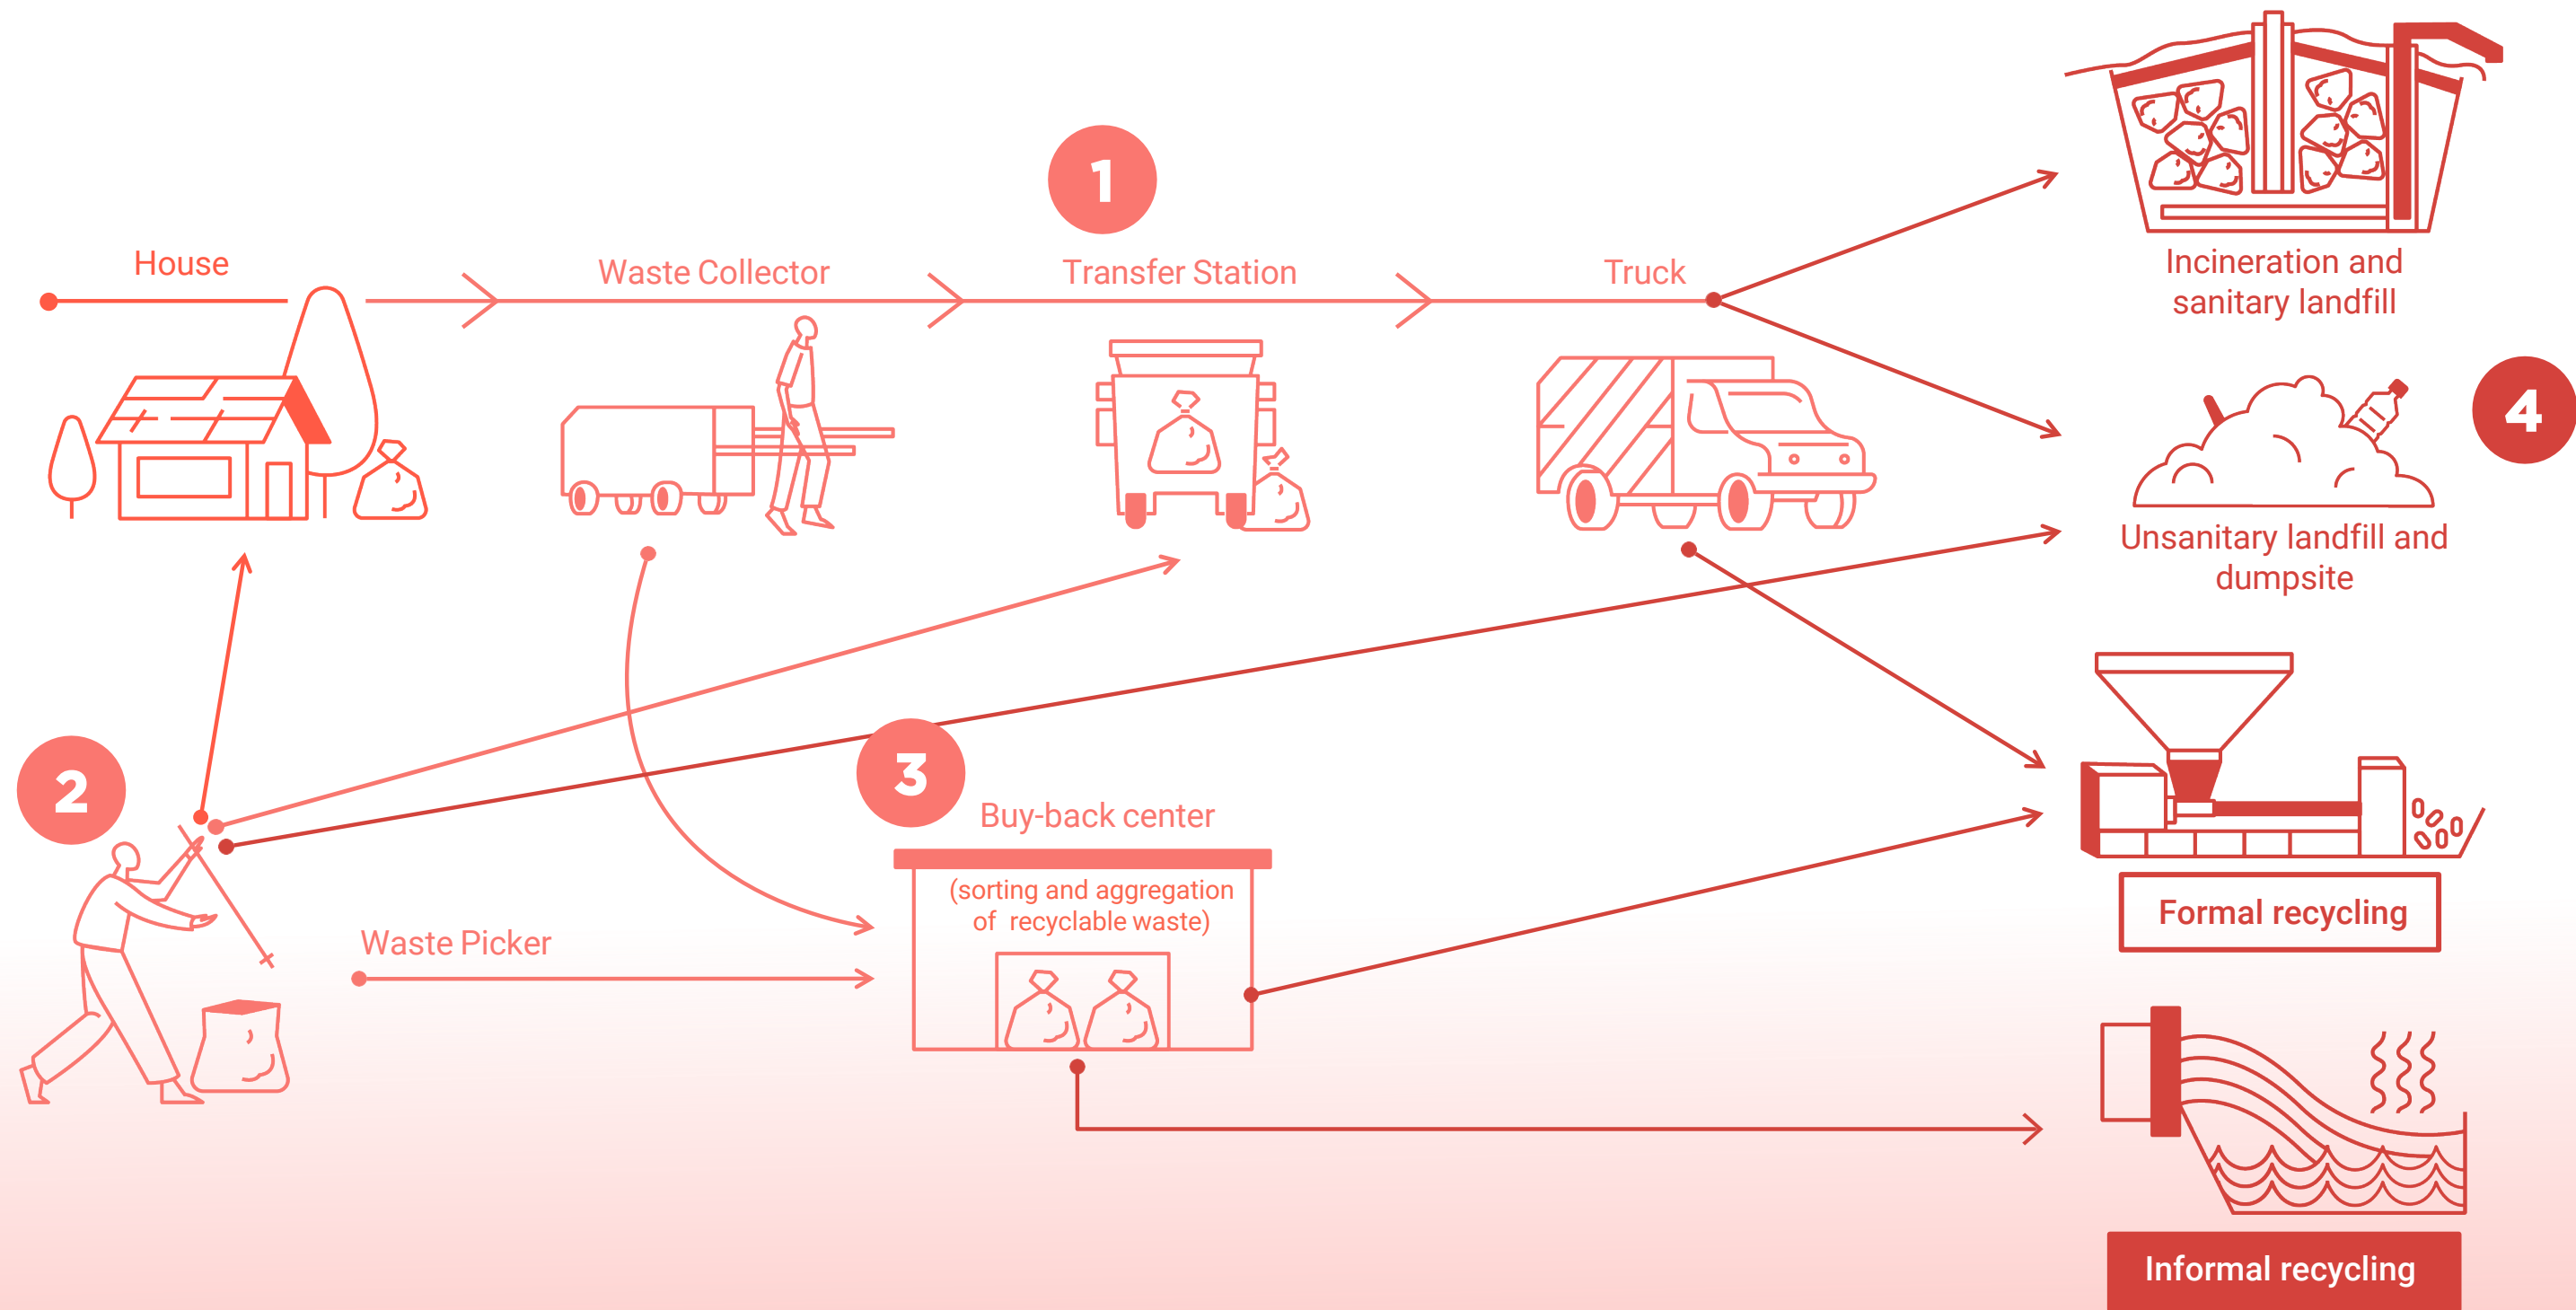 1
House
Waste Collector
Transfer Station
Truck
Incineration and
sanitary landfill
4
Unsanitary landfill and
dumpsite
2
3
Buy-back center
(sorting and aggregation
of recyclable waste)
Waste Picker
Formal recycling
Informal recycling